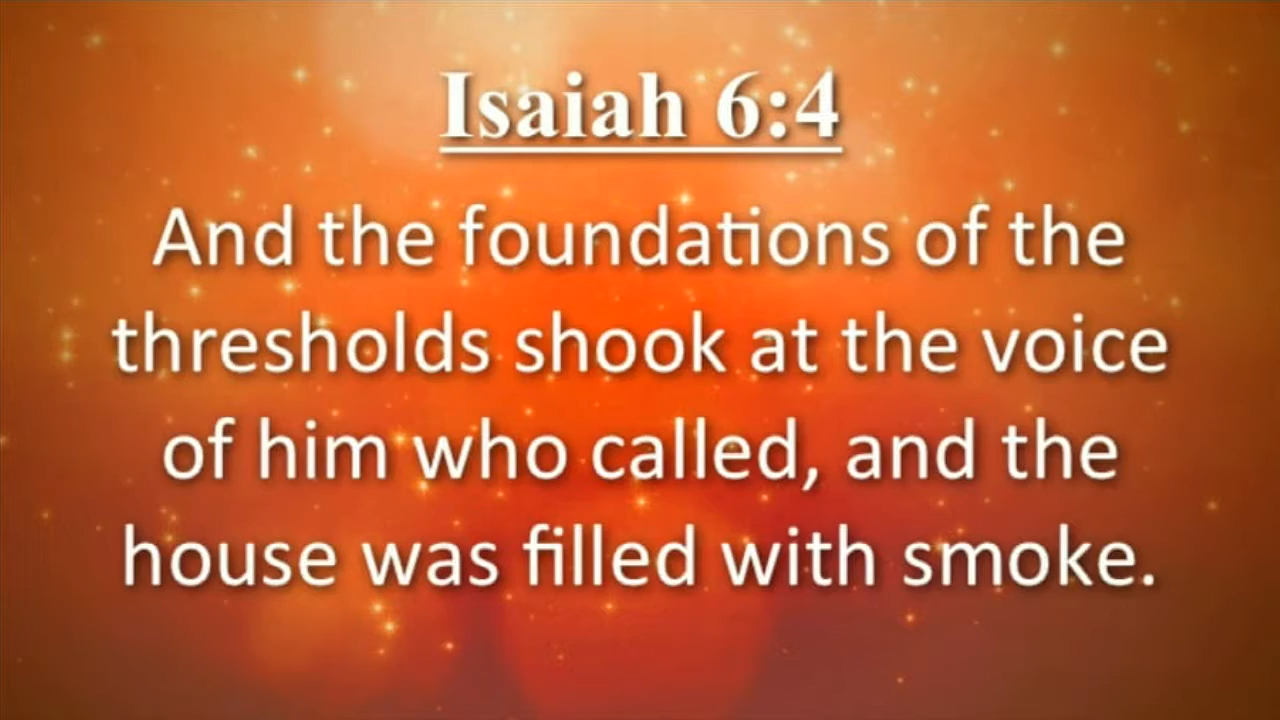 Isaiah 6:4
And the foundations of the
thresholds shook at the voice
of him who called, and the
house was filled with smoke.